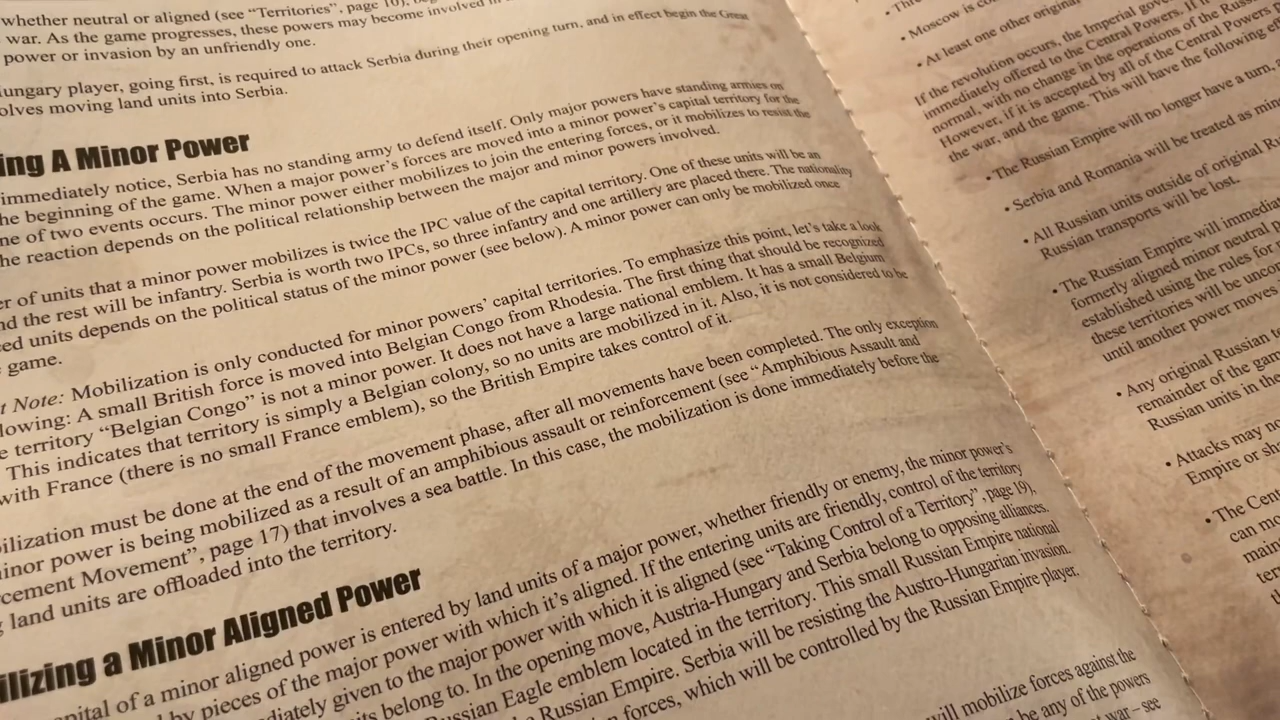 whether neutral or aligned (see "Territories", page 10),
war. As the game progresses, these powers may become involved in
power or invasion by an unfriendly one.
ungary player, going first, is required to attack Serbia during their opening turn, and in effect begin the Great
olves moving land units into Serbia.
ing A Minor Power
immediately notice, Serbia has no standing army to defend itself. Only major powers have standing armies on
he beginning of the game. When a major power's forces are moved into a minor power's capital territory for the
ne of two events occurs. The minor power either mobilizes to join the entering forces, or it mobilizes to resist the
he reaction depends on the political relationship between the major and minor powers involved.
er of units that a minor power mobilizes is twice the IPC value of the capital territory. One of these units will be an
nd the rest will be infantry. Serbia is worth two IPCs, so three infantry and one artillery are placed there. The nationality
ed units depends on the political status of the minor power (see below). A minor power can only be mobilized once
game.
t Note: Mobilization is only conducted for minor powers' capital territories. To emphasize this point, let's take a look
lowing: A small British force is moved into Belgian Congo from Rhodesia. The first thing that should be recognized
e territory "Belgian Congo" is not a minor power. It does not have a large national emblem. It has a small Belgium
This indicates that territory is simply a Belgian colony, so no units are mobilized in it. Also, it is not considered to be
with France (there is no small France emblem), so the British Empire takes control of it.
ilization must be done at the end of the movement phase, after all movements have been completed. The only exception
inor power is being mobilized as a result of an amphibious assault or reinforcement (see "Amphibious Assault and
cement Movement", page 17) that involves a sea battle. In this case, the mobilization is done immediately before the
g land units are offloaded into the territory.
ilizing a Minor Aligned Power
apital of a minor aligned power is entered by land units of a major power, whether friendly or enemy, the minor power's
d by pieces of the major power with which it's aligned. If the entering units are friendly, control of the territory
diately given to the major power with which it is aligned (see "Taking Control of a Territory", page 19),
its belong to. In the opening move, Austria-Hungary and Serbia belong to opposing alliances.
ussian Eagle emblem located in the territory. This small Russian Empire national
Russian Empire. Serbia will be resisting the Austro-Hungarian invasion.
n forces, which will be controlled by the Russian Empire player.
will mobilize forces against the
be any of the powers
war – see
• Moscow is
• At least one other original
If the revolution occurs, the Imperial
immediately offered to the Central Powers. If
normal, with no change in the operations of the
However, if it is accepted by all of the Central Powers
the war, and the game. This will have the following
• The Russian Empire will no longer have a turn,
• Serbia and Romania will be treated as
• All Russian units outside of original
Russian transports will be lost.
• The Russian Empire will
formerly aligned minor neutral
established using the rules for
these territories will be
until another power moves
• Any original Russian
remainder of the
Russian units in the
• Attacks may
Empire or
• The
can